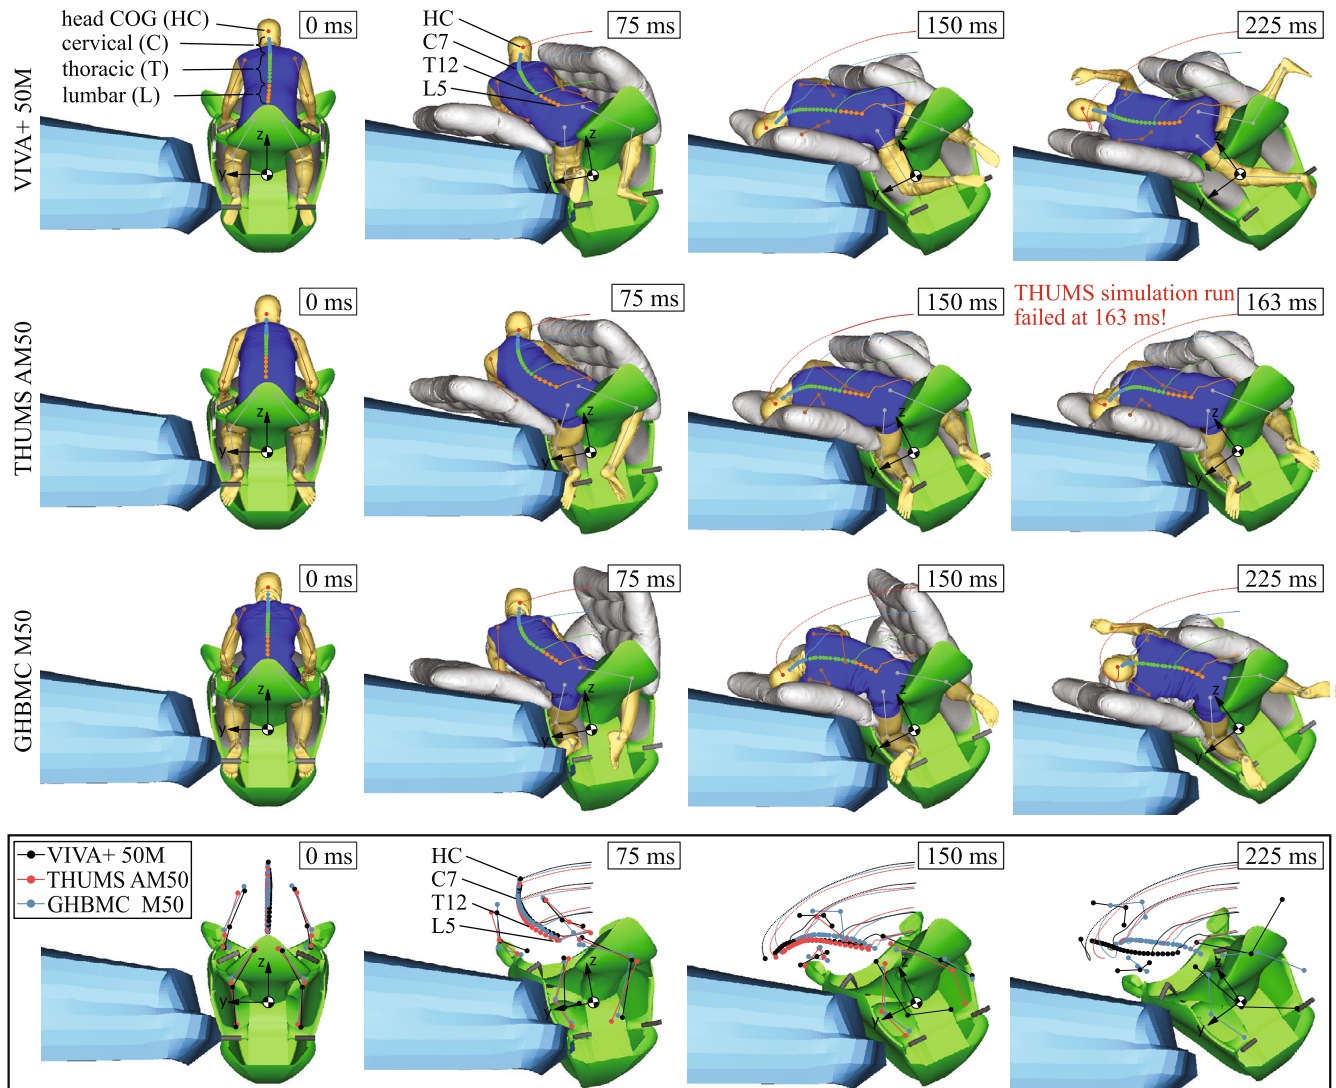 VIVA+ 50M
head COG (HC)
cervical (C)
thoracic (T)
lumbar (L)
0 ms
z
y
HC
C7
T12
L5
75 ms
z
y
150 ms
z
y
225 ms
z
y
THUMS AM50
0 ms
z
y
75 ms
z
y
150 ms
z
y
THUMS simulation run
failed at 163 ms!
163 ms
z
y
GHBMC M50
0 ms
z
y
75 ms
z
y
150 ms
z
y
225 ms
z
y
VIVA+ 50M
THUMS AM50
GHBMC M50
0 ms
z
y
HC
C7
T12
L5
75 ms
z
y
150 ms
z
y
225 ms
z
y